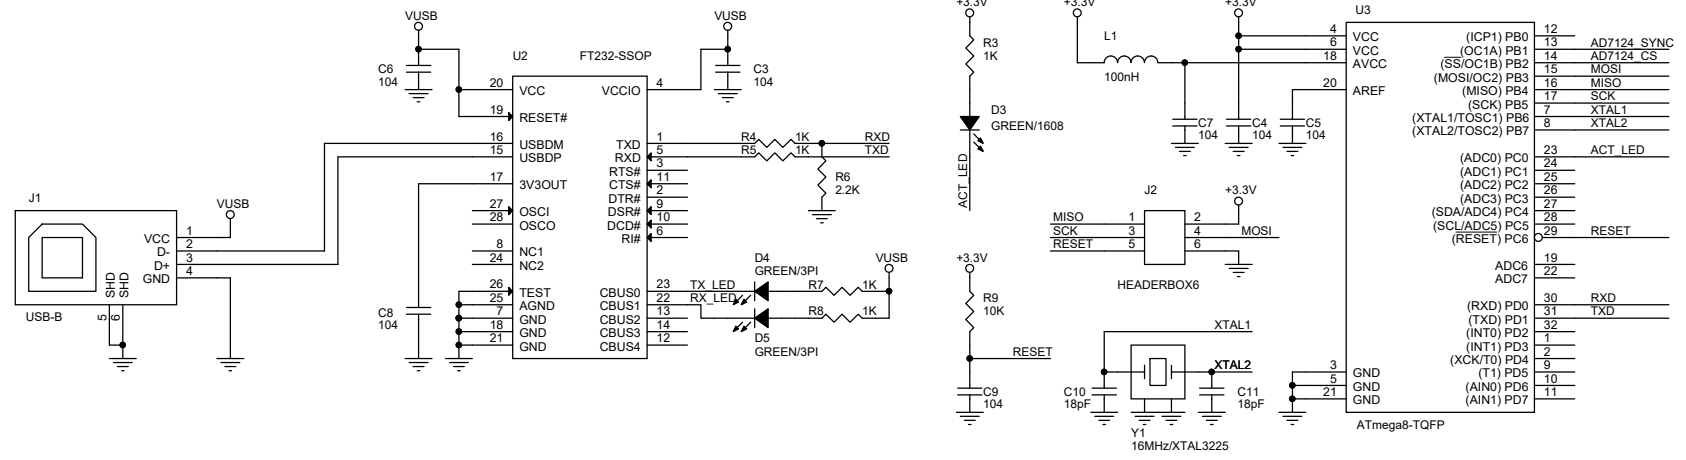 VUSB
VUSB
+3.3V
+3.3V
+3.3V
U3
U2
FT232-SSOP
R3
1K
L1
100nH
C6
104
C3
104
20
VCC
VCCIO
4
19
RESET#
16
USBDM
15
USBDP
17
3V3OUT
27
OSCI
28
OSCO
8
NC1
24
NC2
26
TEST
25
AGND
7
GND
18
GND
21
GND
TXD
1
RXD
5
RTS#
3
CTS#
11
DTR#
2
DSR#
9
DCD#
10
RI#
6
CBUS0
23
TX_LED
CBUS1
22
RX_LED
CBUS2
13
CBUS3
14
CBUS4
12
R4
1K
RXD
R5
1K
TXD
R6
2.2K
D4
GREEN/3PI
R7
1K
VUSB
R8
1K
D5
GREEN/3PI
J1
VUSB
VCC
1
D-
2
D+
3
GND
4
SHD
SHD
5
6
USB-B
C8
104
D3
GREEN/1608
ACT_LED
C7
104
C4
104
C5
104
J2
+3.3V
MISO
1
2
SCK
3
4
MOSI
RESET
5
6
HEADERBOX6
+3.3V
R9
10K
RESET
C9
104
XTAL1
XTAL2
C10
18pF
C11
18pF
Y1
16MHz/XTAL3225
4
VCC
6
VCC
18
AVCC
20
AREF
3
GND
5
GND
21
GND
(ICP1) PB0
12
(OC1A) PB1
13
AD7124_SYNC
(SS/OC1B) PB2
14
AD7124_CS
(MOSI/OC2) PB3
15
MOSI
(MISO) PB4
16
MISO
(SCK) PB5
17
SCK
(XTAL1/TOSC1) PB6
7
XTAL1
(XTAL2/TOSC2) PB7
8
XTAL2
(ADC0) PC0
23
ACT_LED
(ADC1) PC1
24
(ADC2) PC2
25
(ADC3) PC3
26
(SDA/ADC4) PC4
27
(SCL/ADC5) PC5
28
(RESET) PC6
29
RESET
ADC6
19
ADC7
22
(RXD) PD0
30
RXD
(TXD) PD1
31
TXD
(INT0) PD2
32
(INT1) PD3
1
(XCK/T0) PD4
2
(T1) PD5
9
(AIN0) PD6
10
(AIN1) PD7
11
ATmega8-TQFP